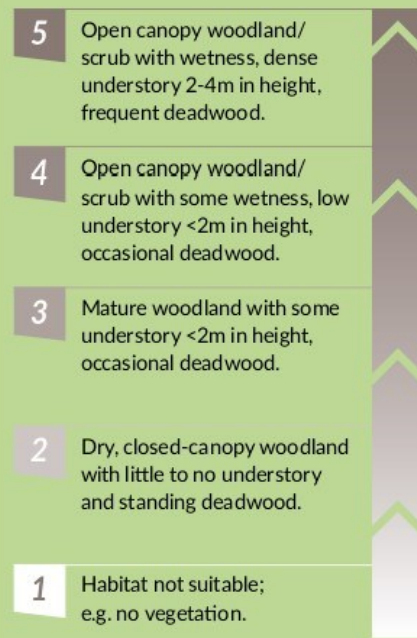 5
Open canopy woodland/
scrub with wetness, dense
understory 2-4m in height,
frequent deadwood.
4
Open canopy woodland/
scrub with some wetness, low
understory <2m in height,
occasional deadwood.
3
Mature woodland with some
understory <2m in height,
occasional deadwood.
2
Dry, closed-canopy woodland
with little to no understory
and standing deadwood.
1
Habitat not suitable;
e.g. no vegetation.